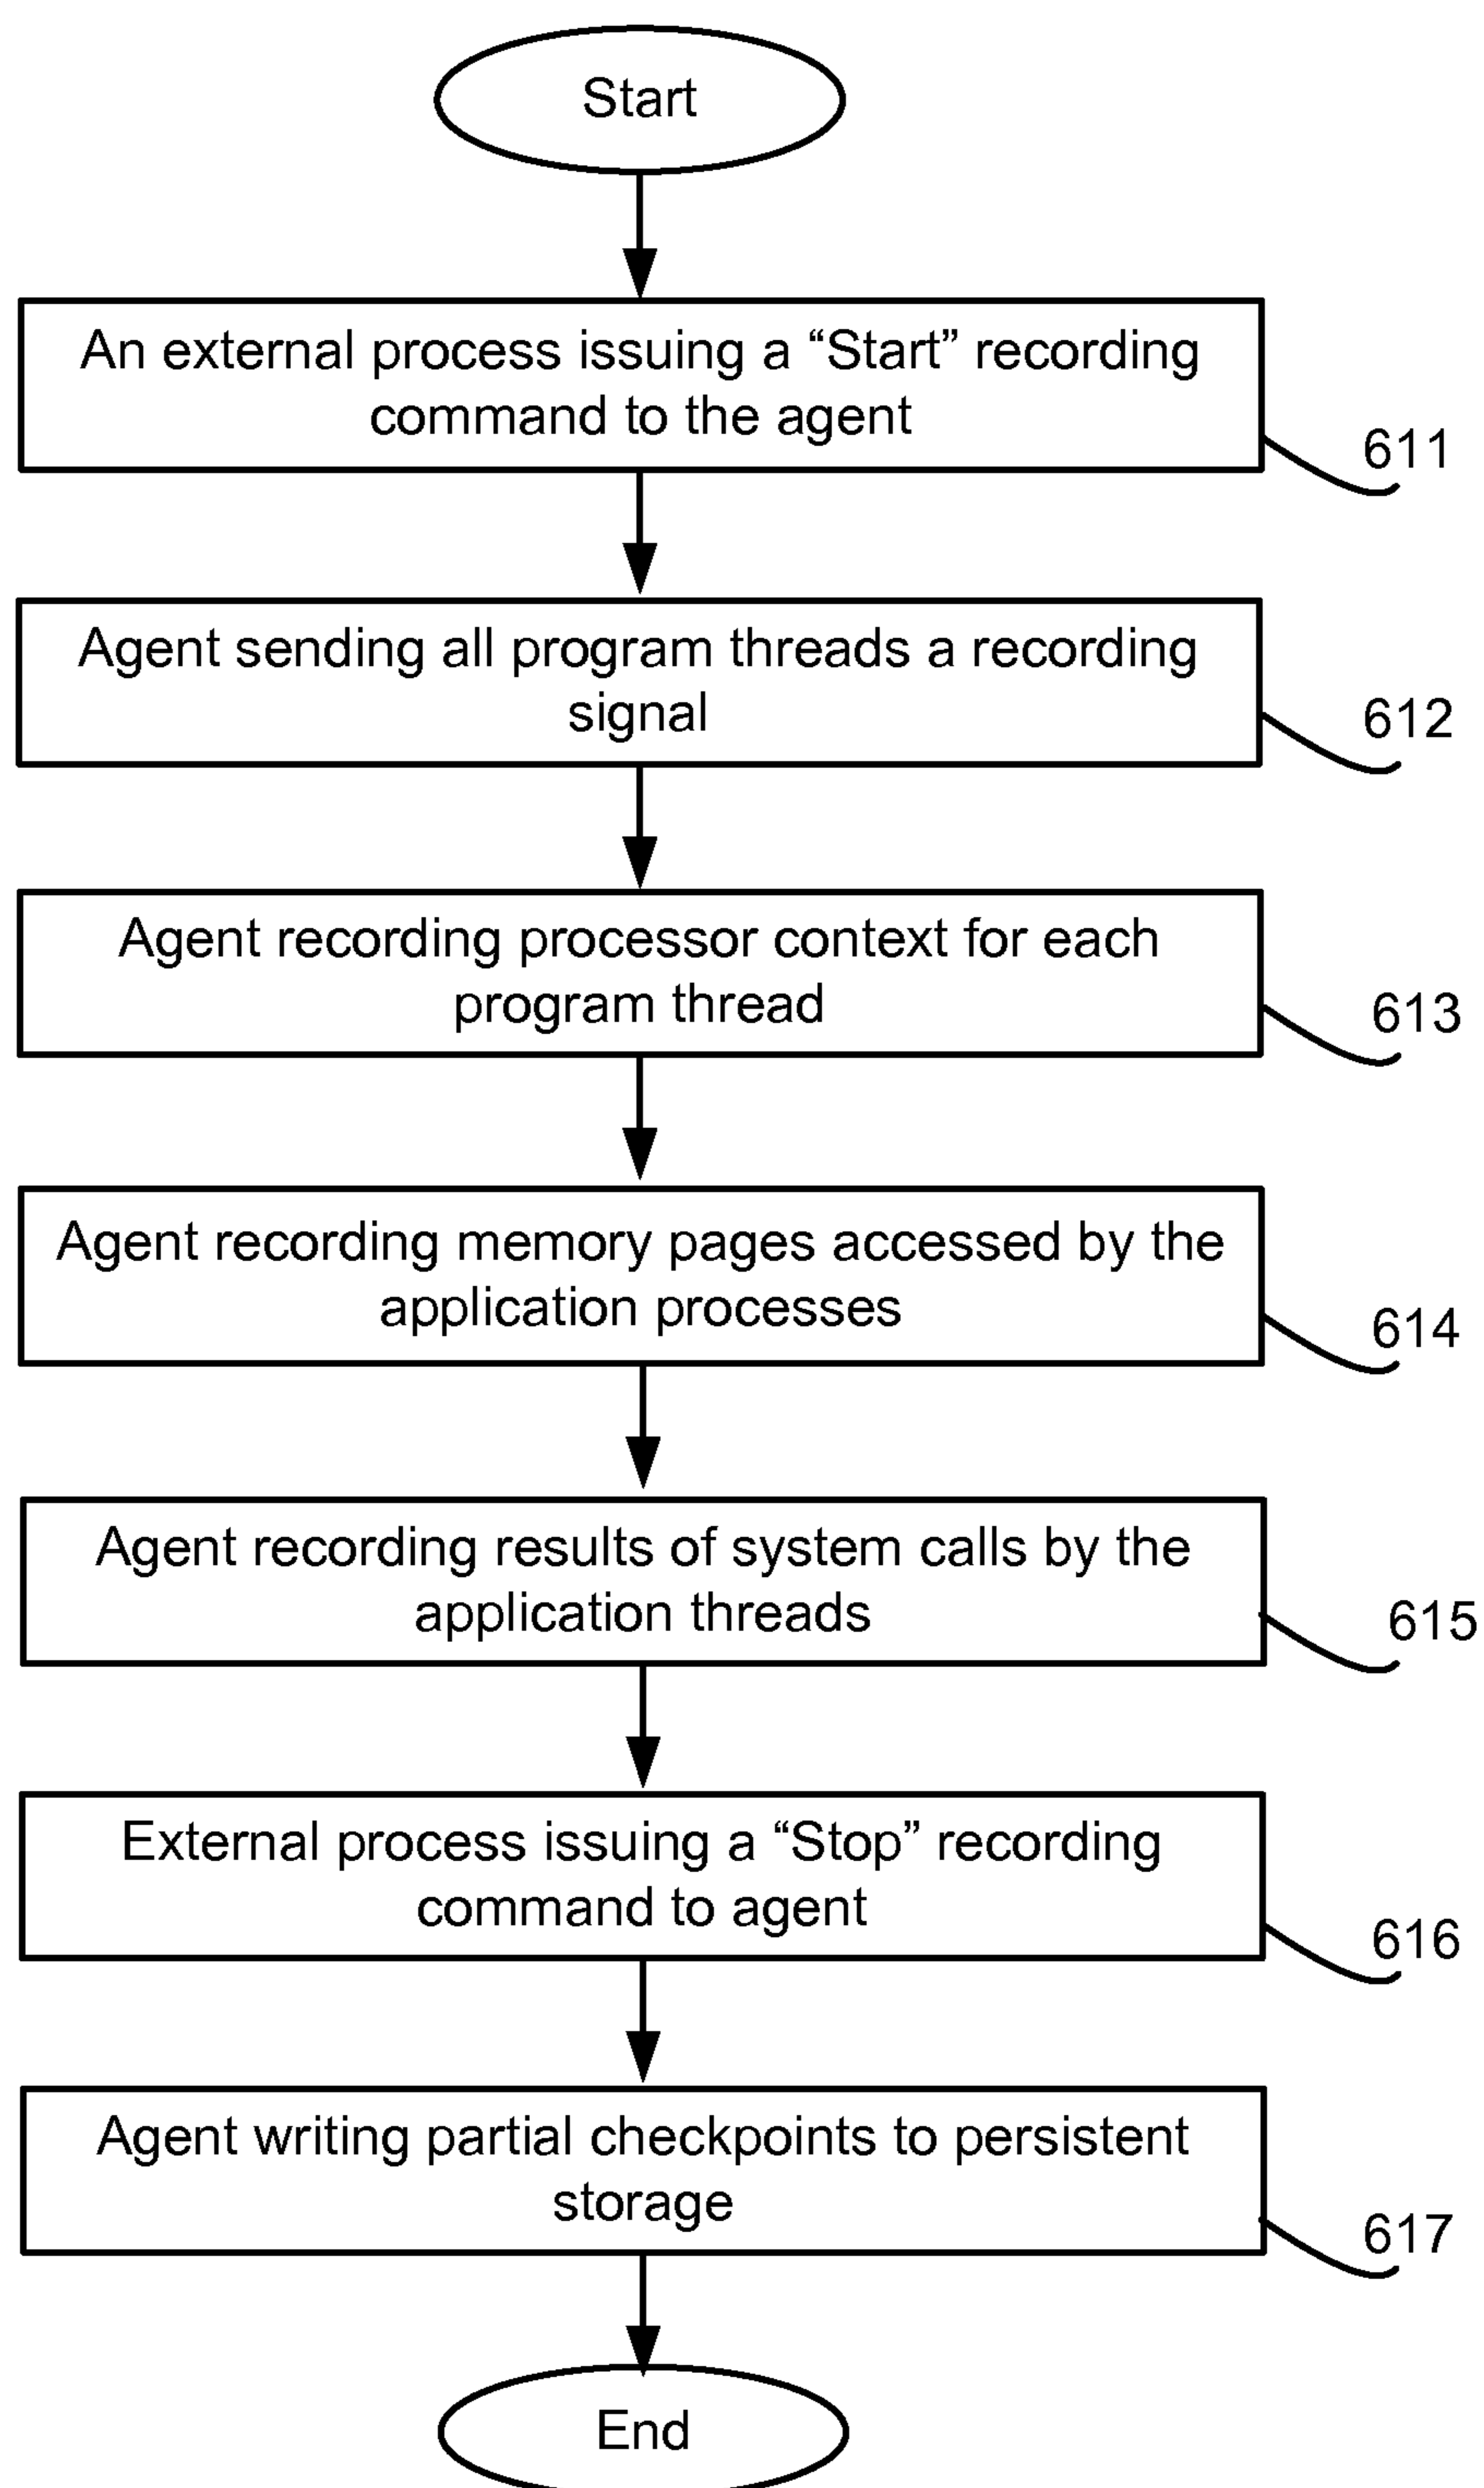 Start
An external process issuing a “Start” recording
command to the agent
611
Agent sending all program threads a recording
signal
612
Agent recording processor context for each
program thread
613
Agent recording memory pages accessed by the
application processes
614
Agent recording results of system calls by the
application threads
615
External process issuing a “Stop” recording
command to agent
616
Agent writing partial checkpoints to persistent
storage
617
End